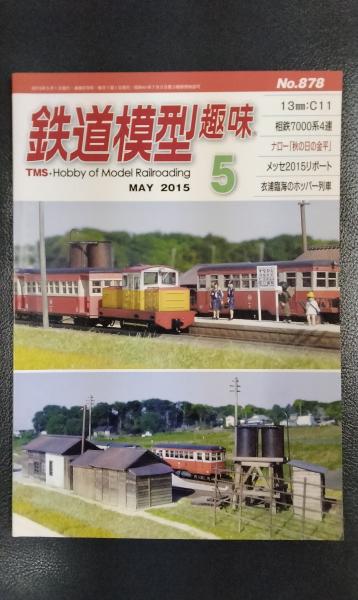 No.878
鉄道模型趣味
TMS・Hobby of Model Railroading
MAY 2015
5
13mm:C11
相鉄7000系4連
ナロー「秋の日の金平」
メッセ2015リポート
衣浦臨海のホッパー列車